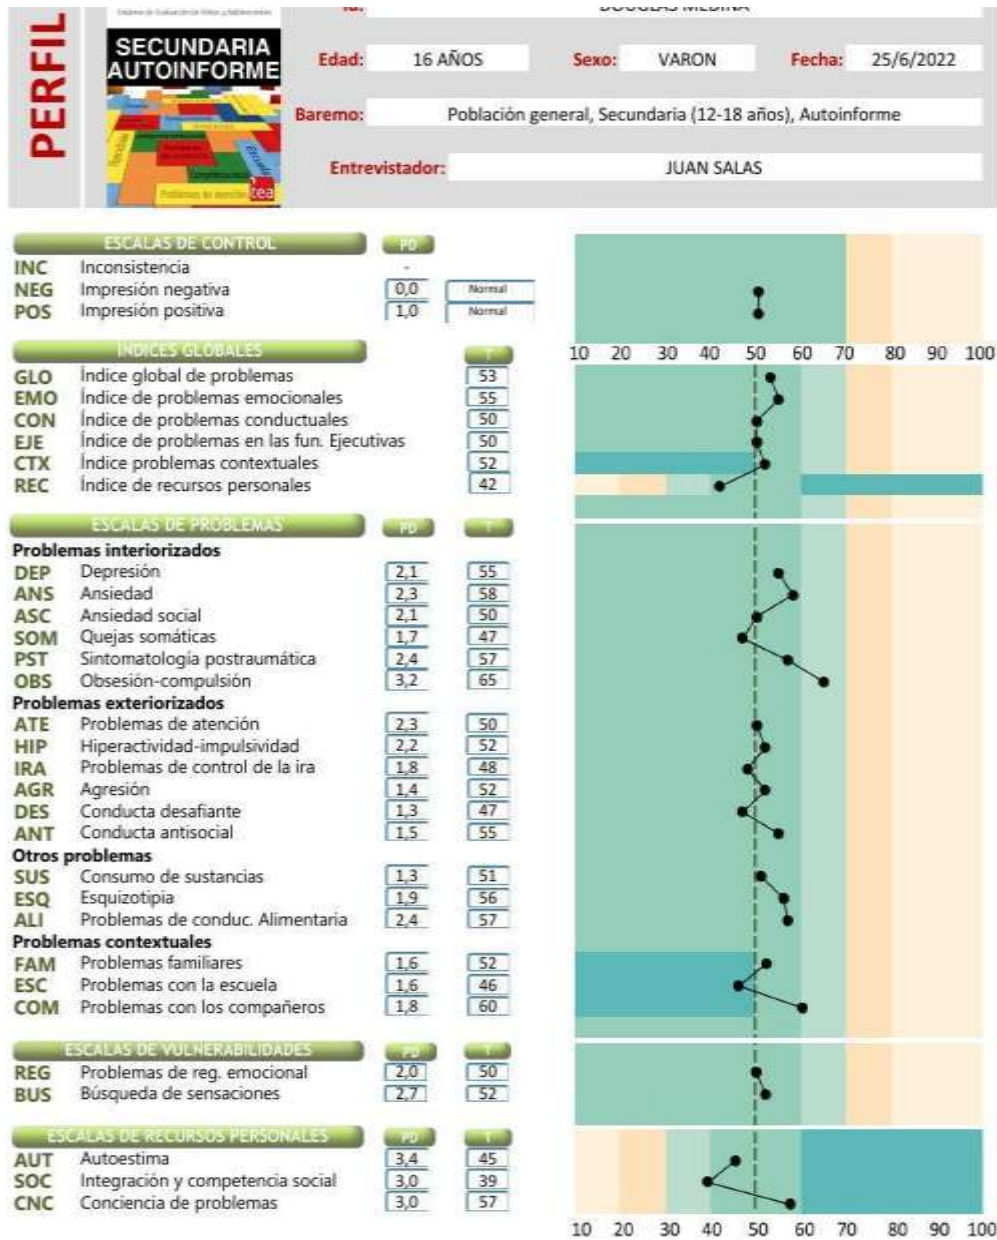 PERFIL
SECUNDARIA
AUTOINFORME
Edad: 16 AÑOS Sexo: VARON Fecha: 25/6/2022
Baremo: Población general, Secundaria (12-18 años), Autoinforme
Entrevistador: JUAN SALAS
tea
ESCALAS DE CONTROL PD
INC Inconsistencia -
NEG Impresión negativa 0,0 Normal
POS Impresión positiva 1,0 Normal
ÍNDICES GLOBALES T
10 20 30 40 50 60 70 80 90 100
GLO Índice global de problemas 53
EMO Índice de problemas emocionales 55
CON Índice de problemas conductuales 50
EJE Índice de problemas en las fun. Ejecutivas 50
CTX Índice problemas contextuales 52
REC Índice de recursos personales 42
ESCALAS DE PROBLEMAS PD T
Problemas interiorizados
DEP Depresión 2,1 55
ANS Ansiedad 2,3 58
ASC Ansiedad social 2,1 50
SOM Quejas somáticas 1,7 47
PST Sintomatología postraumática 2,4 57
OBS Obsesión-compulsión 3,2 65
Problemas exteriorizados
ATE Problemas de atención 2,3 50
HIP Hiperactividad-impulsividad 2,2 52
IRA Problemas de control de la ira 1,8 48
AGR Agresión 1,4 52
DES Conducta desafiante 1,3 47
ANT Conducta antisocial 1,5 55
Otros problemas
SUS Consumo de sustancias 1,3 51
ESQ Esquizotipia 1,9 56
ALI Problemas de conduc. Alimentaria 2,4 57
Problemas contextuales
FAM Problemas familiares 1,6 52
ESC Problemas con la escuela 1,6 46
COM Problemas con los compañeros 1,8 60
ESCALAS DE VULNERABILIDADES PD T
REG Problemas de reg. emocional 2,0 50
BUS Búsqueda de sensaciones 2,7 52
ESCALAS DE RECURSOS PERSONALES PD T
AUT Autoestima 3,4 45
SOC Integración y competencia social 3,0 39
CNC Conciencia de problemas 3,0 57
10 20 30 40 50 60 70 80 90 100